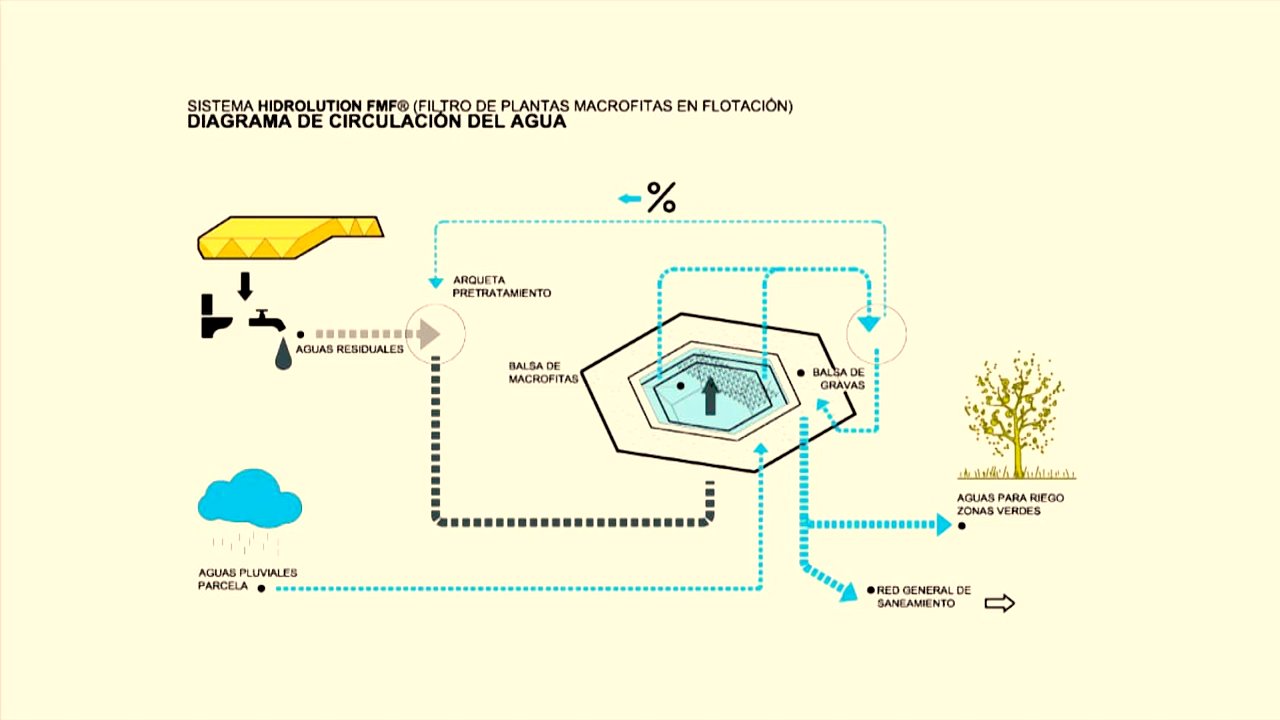 SISTEMA HIDROLUTION FMF® (FILTRO DE PLANTAS MACROFITAS EN FLOTACIÓN)
DIAGRAMA DE CIRCULACIÓN DEL AGUA
%
ARQUETA
PRETRATAMIENTO
AGUAS RESIDUALES
BALSA DE
MACROFITAS
BALSA DE
GRAVAS
AGUAS PARA RIEGO
ZONAS VERDES
AGUAS PLUVIALES
PARCELA
RED GENERAL DE
SANEAMIENTO